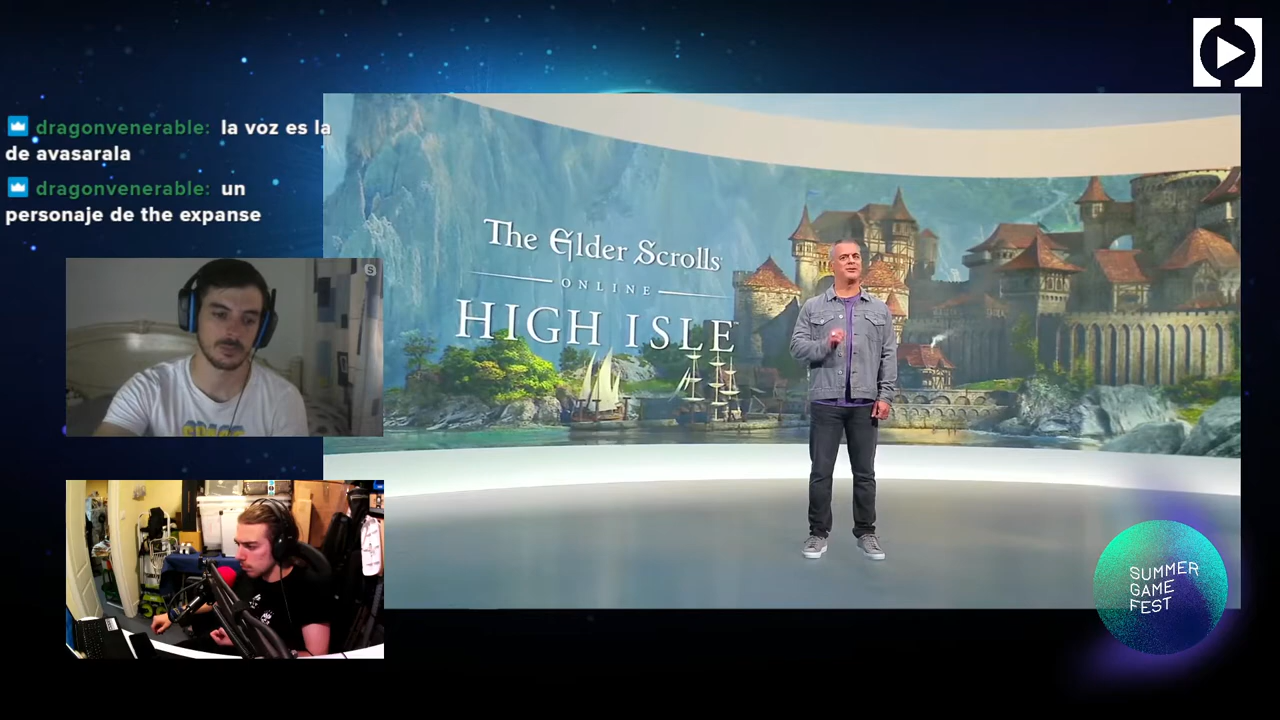 dragonvenerable: la voz es la
de avasarala
dragonvenerable: un
personaje de the expanse
The Elder Scrolls
ONLINE
HIGH ISLE
SUMMER
GAME
FEST
S